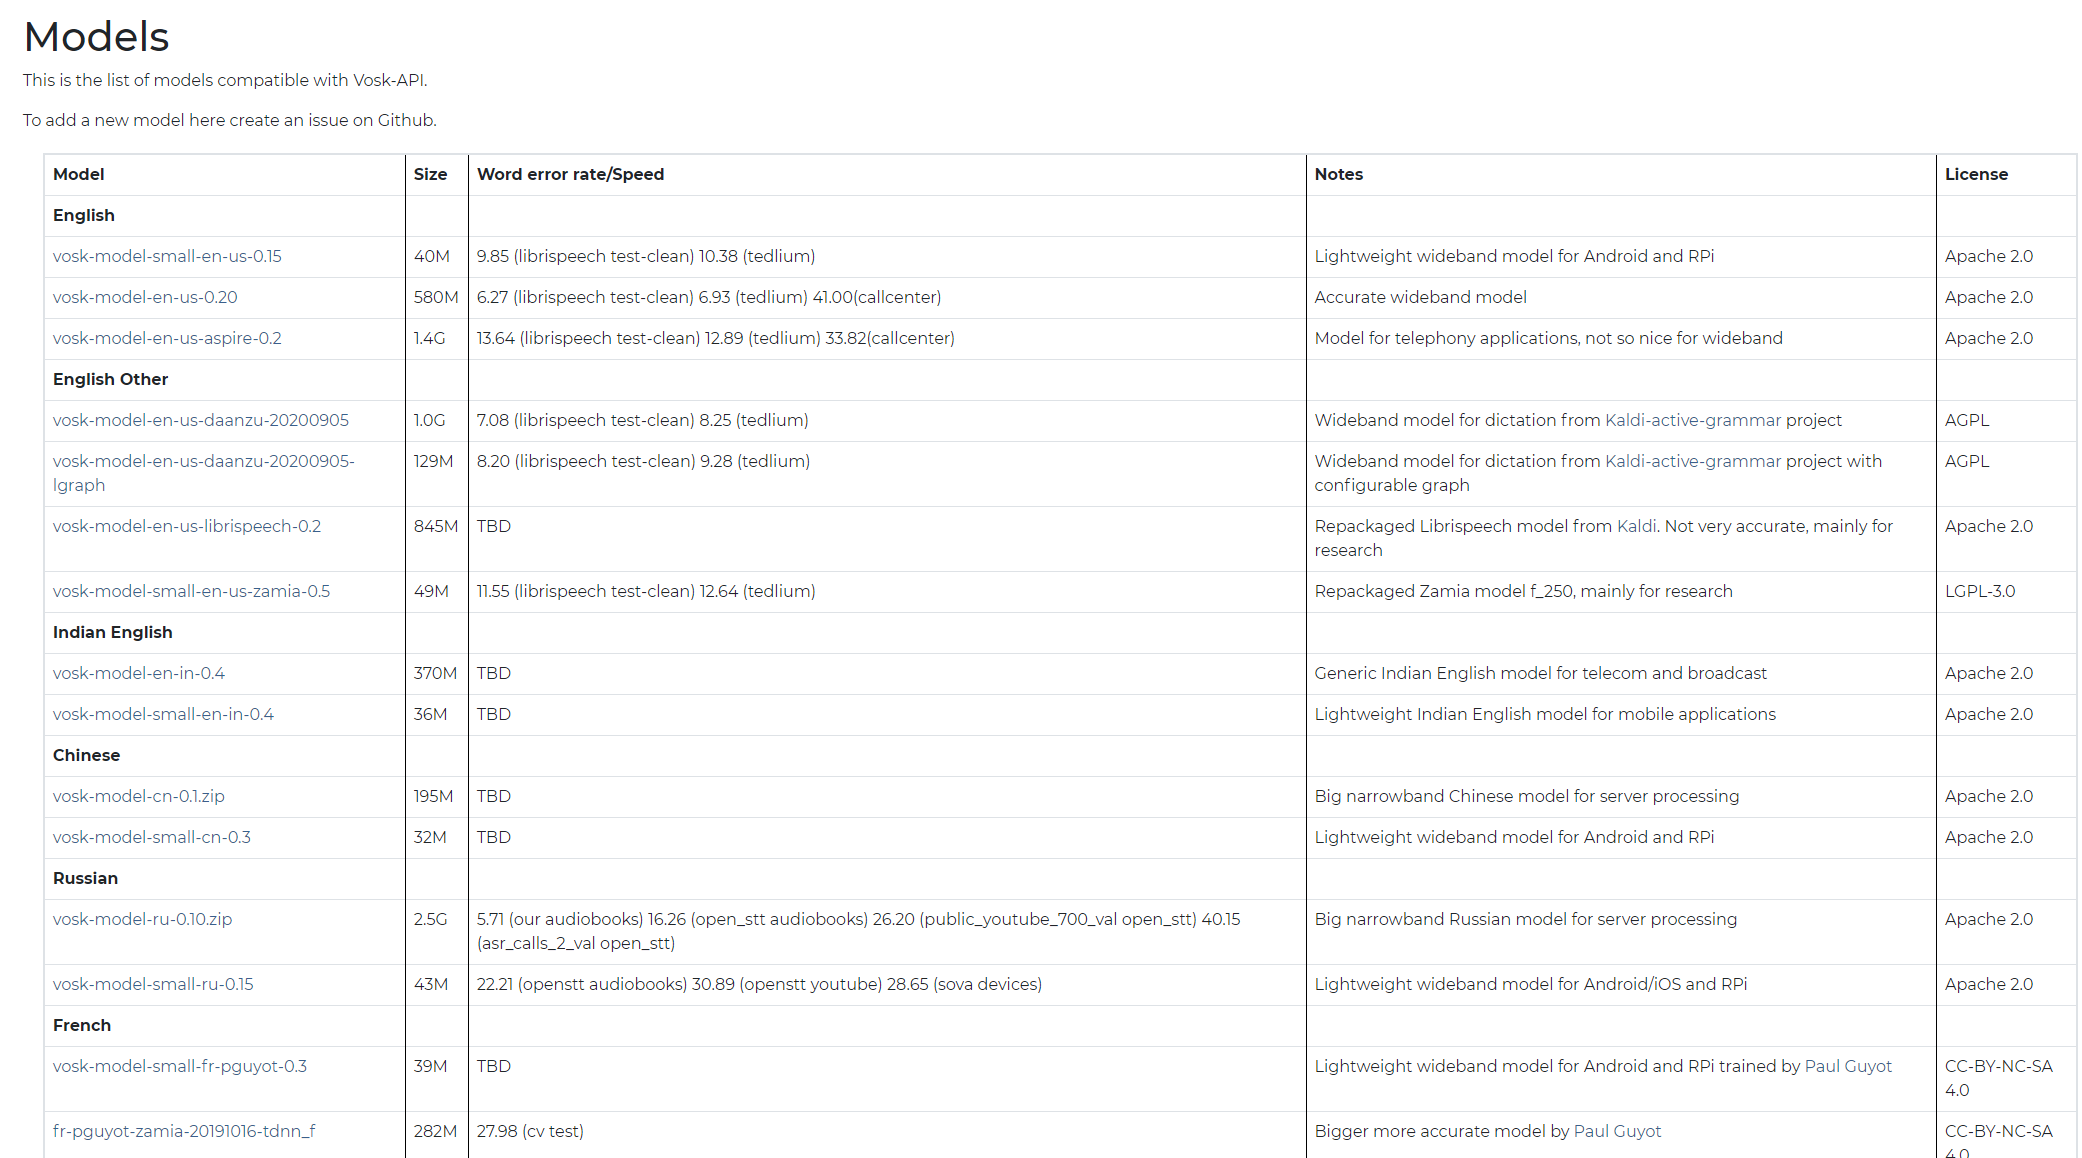 Models
This is the list of models compatible with Vosk-API.
To add a new model here create an issue on Github.
Model Size Word error rate/Speed Notes License
English
vosk-model-small-en-us-0.15 40M 9.85 (librispeech test-clean) 10.38 (tedlium) Lightweight wideband model for Android and RPi Apache 2.0
vosk-model-en-us-0.20 580M 6.27 (librispeech test-clean) 6.93 (tedlium) 41.00(callcenter) Accurate wideband model Apache 2.0
vosk-model-en-us-aspire-0.2 1.4G 13.64 (librispeech test-clean) 12.89 (tedlium) 33.82(callcenter) Model for telephony applications, not so nice for wideband Apache 2.0
English Other
vosk-model-en-us-daanzu-20200905 1.0G 7.08 (librispeech test-clean) 8.25 (tedlium) Wideband model for dictation from Kaldi-active-grammar project AGPL
vosk-model-en-us-daanzu-20200905- 129M 8.20 (librispeech test-clean) 9.28 (tedlium) Wideband model for dictation from Kaldi-active-grammar project with AGPL
lgraph configurable graph
vosk-model-en-us-librispeech-0.2 845M TBD Repackaged Librispeech model from Kaldi. Not very accurate, mainly for Apache 2.0
research
vosk-model-small-en-us-zamia-0.5 49M 11.55 (librispeech test-clean) 12.64 (tedlium) Repackaged Zamia model f_250, mainly for research LGPL-3.0
Indian English
vosk-model-en-in-0.4 370M TBD Generic Indian English model for telecom and broadcast Apache 2.0
vosk-model-small-en-in-0.4 36M TBD Lightweight Indian English model for mobile applications Apache 2.0
Chinese
vosk-model-cn-0.1.zip 195M TBD Big narrowband Chinese model for server processing Apache 2.0
vosk-model-small-cn-0.3 32M TBD Lightweight wideband model for Android and RPi Apache 2.0
Russian
vosk-model-ru-0.10.zip 2.5G 5.71 (our audiobooks) 16.26 (open_stt audiobooks) 26.20 (public_youtube_700_val open_stt) 40.15 Big narrowband Russian model for server processing Apache 2.0
(asr_calls_2_val open_stt)
vosk-model-small-ru-0.15 43M 22.21 (openstt audiobooks) 30.89 (openstt youtube) 28.65 (sova devices) Lightweight wideband model for Android/iOS and RPi Apache 2.0
French
vosk-model-small-fr-pguyot-0.3 39M TBD Lightweight wideband model for Android and RPi trained by Paul Guyot CC-BY-NC-SA
4.0
fr-pguyot-zamia-20191016-tdnn_f 282M 27.98 (cv test) Bigger more accurate model by Paul Guyot CC-BY-NC-SA
4.0